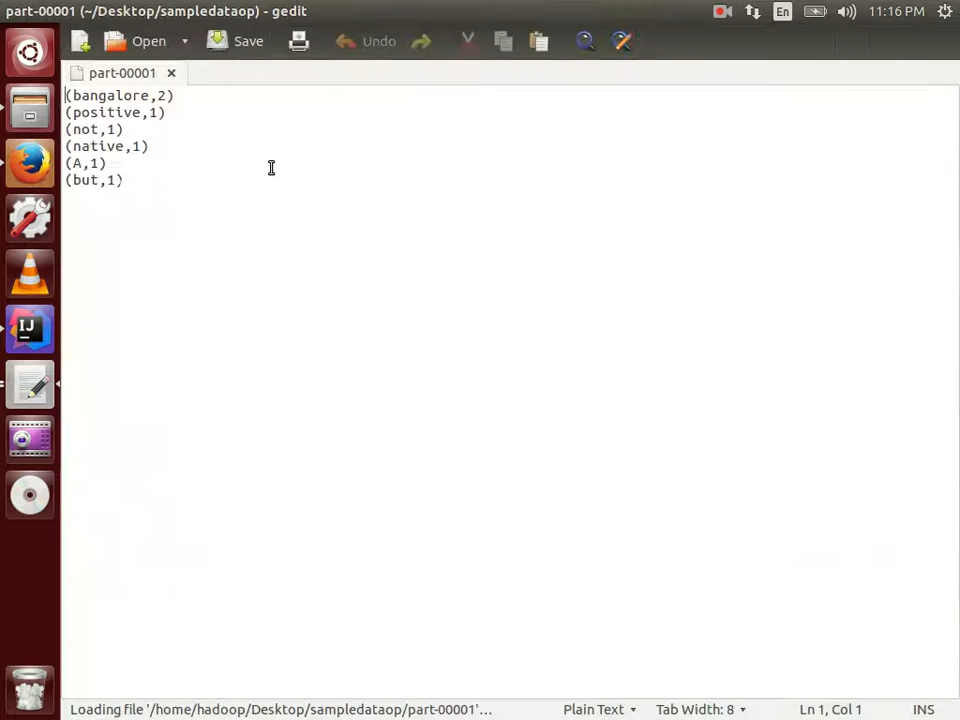 part-00001 (~/Desktop/sampledataop) - gedit
En
11:16 PM
Open
Save
Undo
part-00001
(bangalore,2)
(positive,1)
(not,1)
(native,1)
(A,1)
(but,1)
IJ
Loading file '/home/hadoop/Desktop/sampledataop/part-00001'…
Plain Text
Tab Width: 8
Ln 1, Col 1
INS